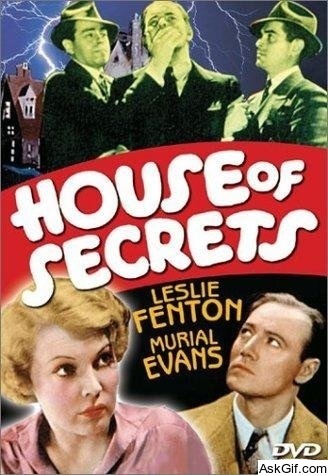 HOUSE OF
SECRETS
LESLIE
FENTON
MURIAL
EVANS
DVD
AskGif.com